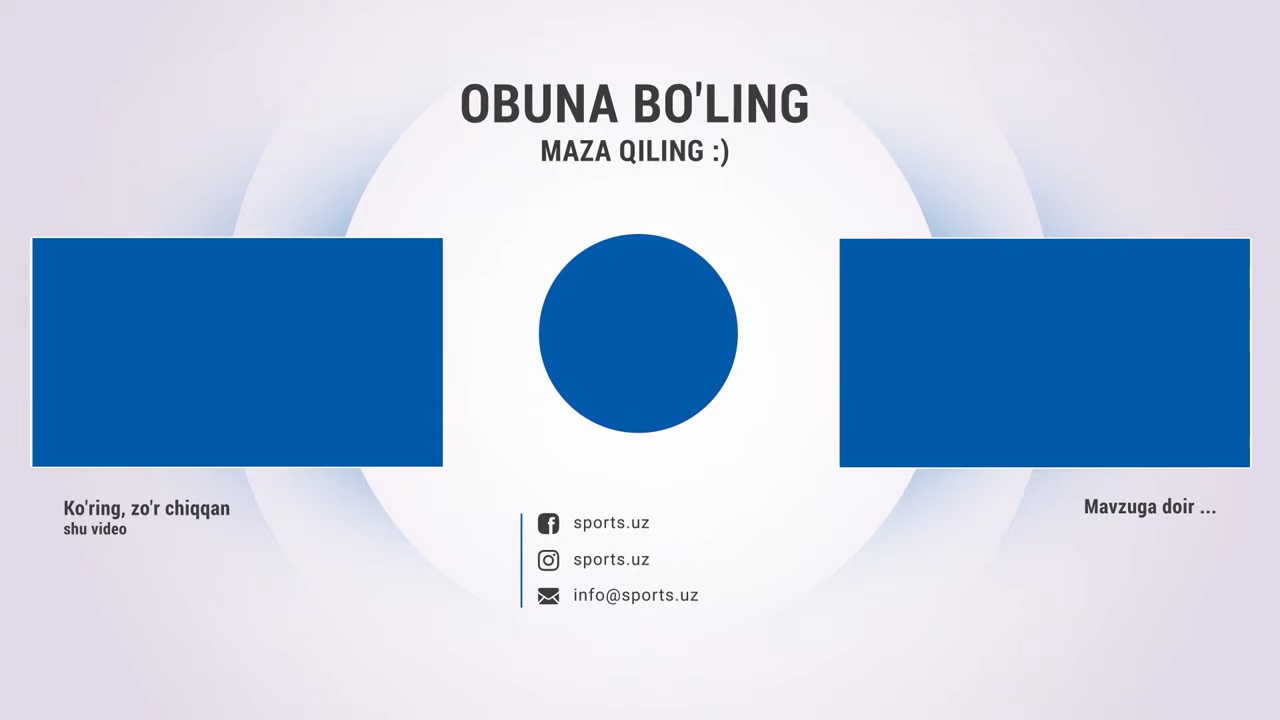 OBUNA BO'LING
MAZA QILING :)
Ko'ring, zo'r chiqqan
shu video
Mavzuga doir ...
sports.uz
sports.uz
info@sports.uz